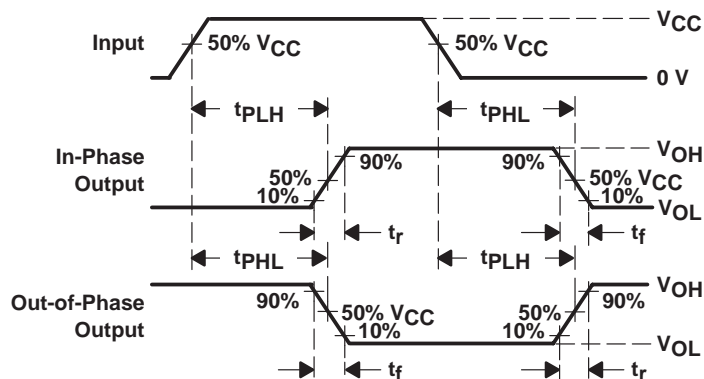 VCC
Input 50% VCC 50% VCC
0 V
tPLH tPHL
In-Phase Output
90% 90% VOH
50% 50% VCC
10% 10%
VOL
tr tf
tPHL tPLH
Out-of-Phase Output
90% 90% VOH
50% VCC 50%
10% 10%
VOL
tf tr